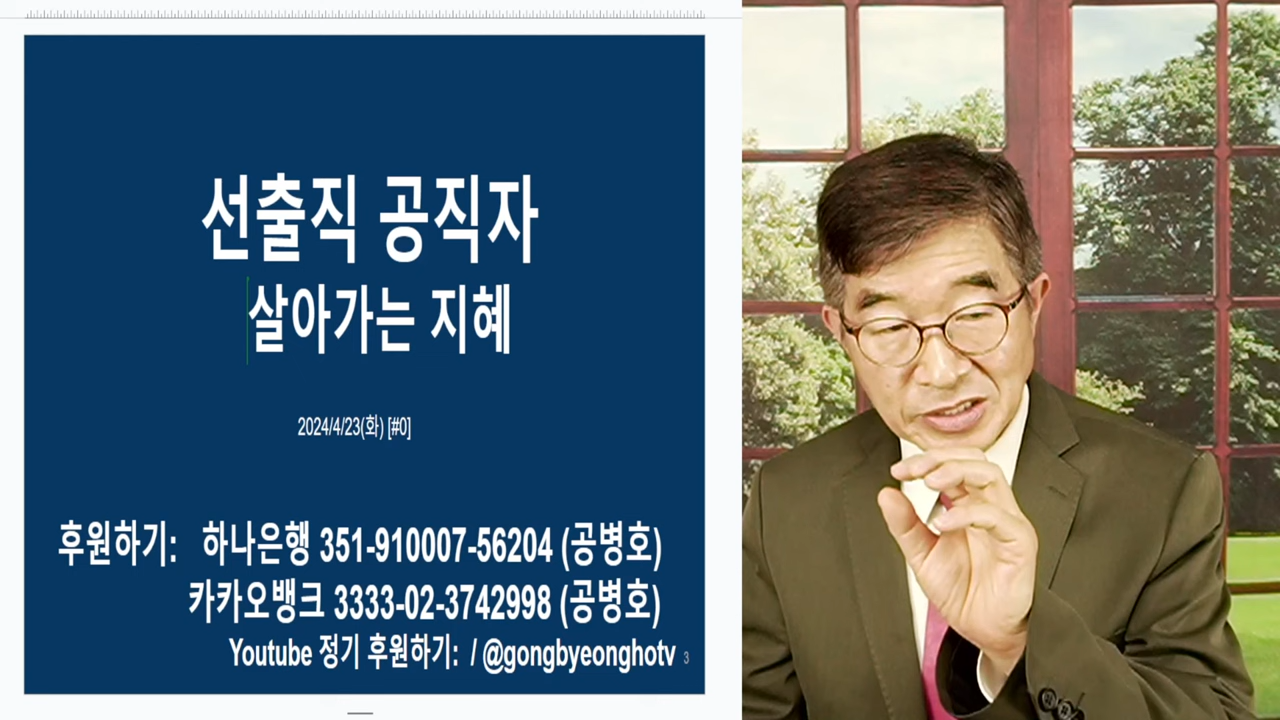 선출직 공직자
살아가는 지혜
2024/4/23(화) [#0]
후원하기: 하나은행 351-910007-56204 (공병호)
카카오뱅크 3333-02-3742998 (공병호)
Youtube 정기 후원하기: / @gongbyeonghotv 3